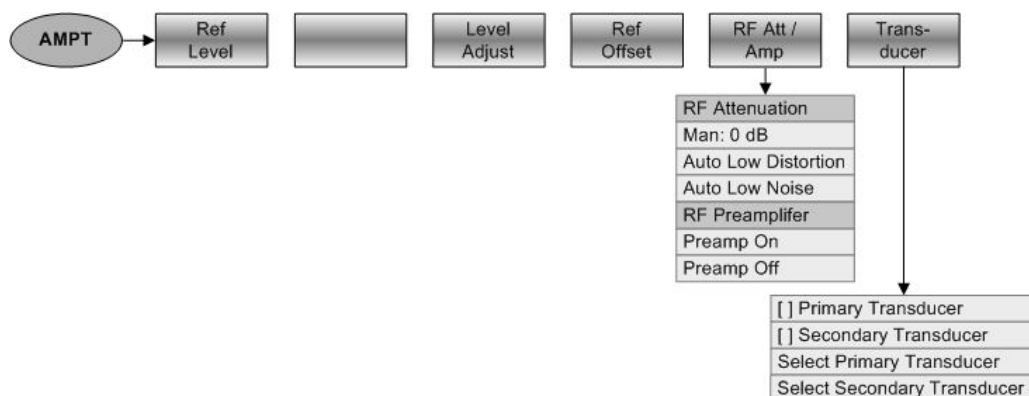 AMPT
Ref
Level
Level
Adjust
Ref
Offset
RF Att /
Amp
Trans-
ducer
RF Attenuation
Man: 0 dB
Auto Low Distortion
Auto Low Noise
RF Preamplifer
Preamp On
Preamp Off
[ ] Primary Transducer
[ ] Secondary Transducer
Select Primary Transducer
Select Secondary Transducer